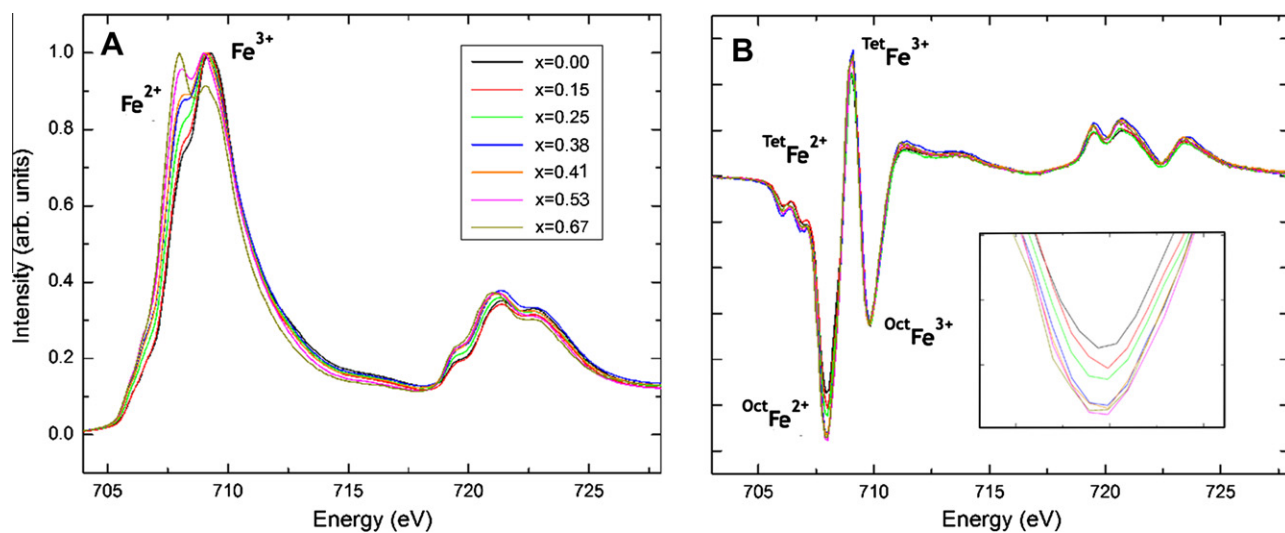 A
Fe3+
Fe2+
x=0.00
x=0.15
x=0.25
x=0.38
x=0.41
x=0.53
x=0.67
1.0
0.8
0.6
0.4
0.2
0.0
Intensity (arb. units)
705 710 715 720 725
Energy (eV)
B
TetFe3+
TetFe2+
OctFe3+
OctFe2+
705 710 715 720 725
Energy (eV)